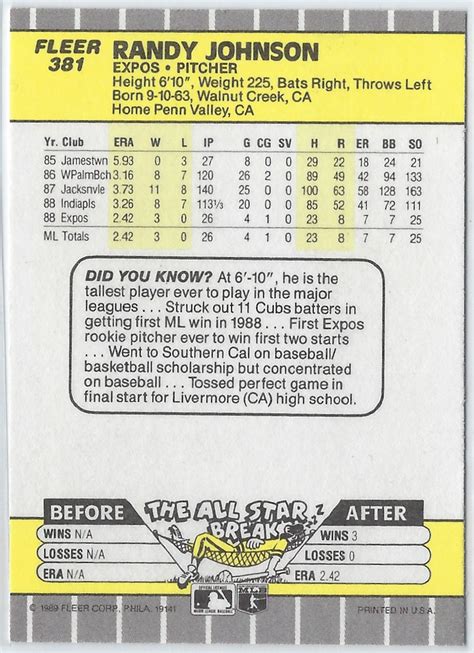 FLEER
381
RANDY JOHNSON
EXPOS • PITCHER
Height 6'10", Weight 225, Bats Right, Throws Left
Born 9-10-63, Walnut Creek, CA
Home Penn Valley, CA
Yr. Club ERA W L IP G CG SV H R ER BB SO
85 Jamestwn 5.93 0 3 27 8 0 0 29 22 18 24 21
86 WPalmBch 3.16 8 7 120 26 2 0 89 49 42 94 133
87 Jacksnvle 3.73 11 8 140 25 0 0 100 63 58 128 163
88 Indiapls 3.26 8 7 113⅓ 20 0 0 85 52 72 111
88 Expos 2.42 3 0 26 4 1 0 23 8 7 7 25
ML Totals 2.42 3 0 26 4 1 0 23 8 7 7 25
DID YOU KNOW? At 6'-10", he is the
tallest player ever to play in the major
leagues . . . Struck out 11 Cubs batters in
getting first ML win in 1988 . . . First Expos
rookie pitcher ever to win first two starts
. . . Went to Southern Cal on baseball/
basketball scholarship but concentrated
on baseball . . . Tossed perfect game in
final start for Livermore (CA) high school.
BEFORE
THE ALL STAR
BREAK
AFTER
WINS N/A
WINS 3
LOSSES N/A
LOSSES 0
ERA N/A
ERA 2.42
© 1989 FLEER CORP., PHILA. 19141
PRINTED IN U.S.A.